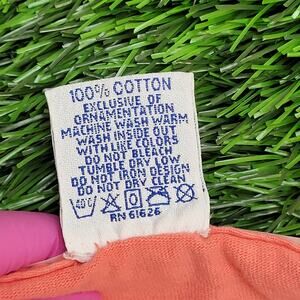 100% COTTON
EXCLUSIVE OF
ORNAMENTATION
MACHINE WASH WARM
WASH INSIDE OUT
WITH LIKE COLORS
DO NOT BLEACH
TUMBLE DRY LOW
DO NOT IRON DESIGN
DO NOT DRY CLEAN
40°C
RN 61626